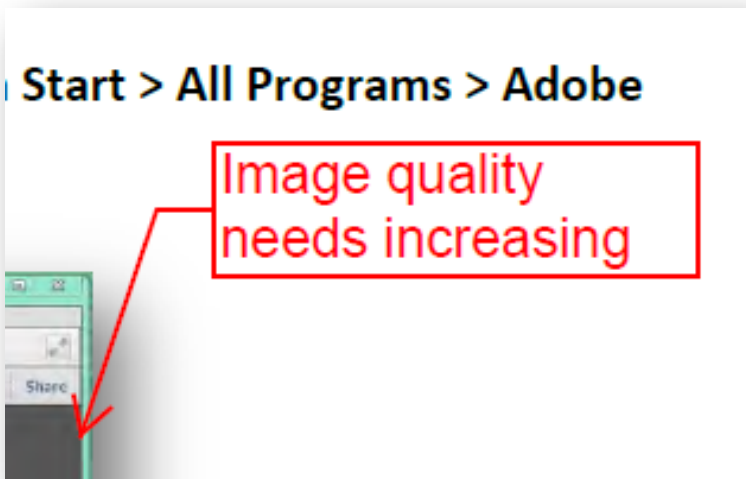 Start > All Programs > Adobe
Image quality
needs increasing
Share